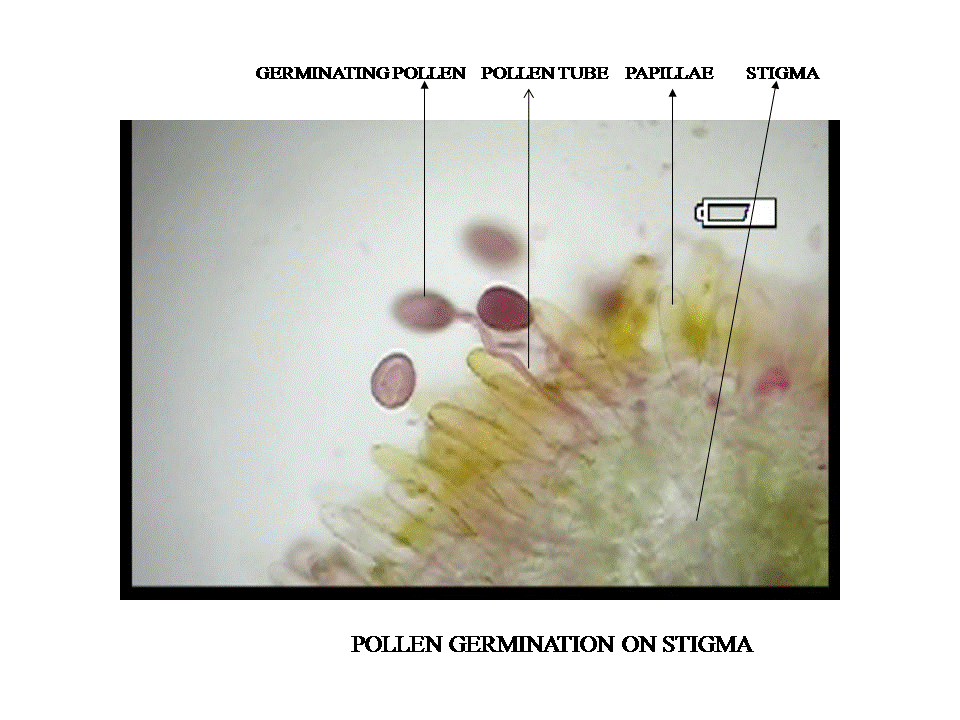 GERMINATING POLLEN POLLEN TUBE PAPILLAE STIGMA
POLLEN GERMINATION ON STIGMA